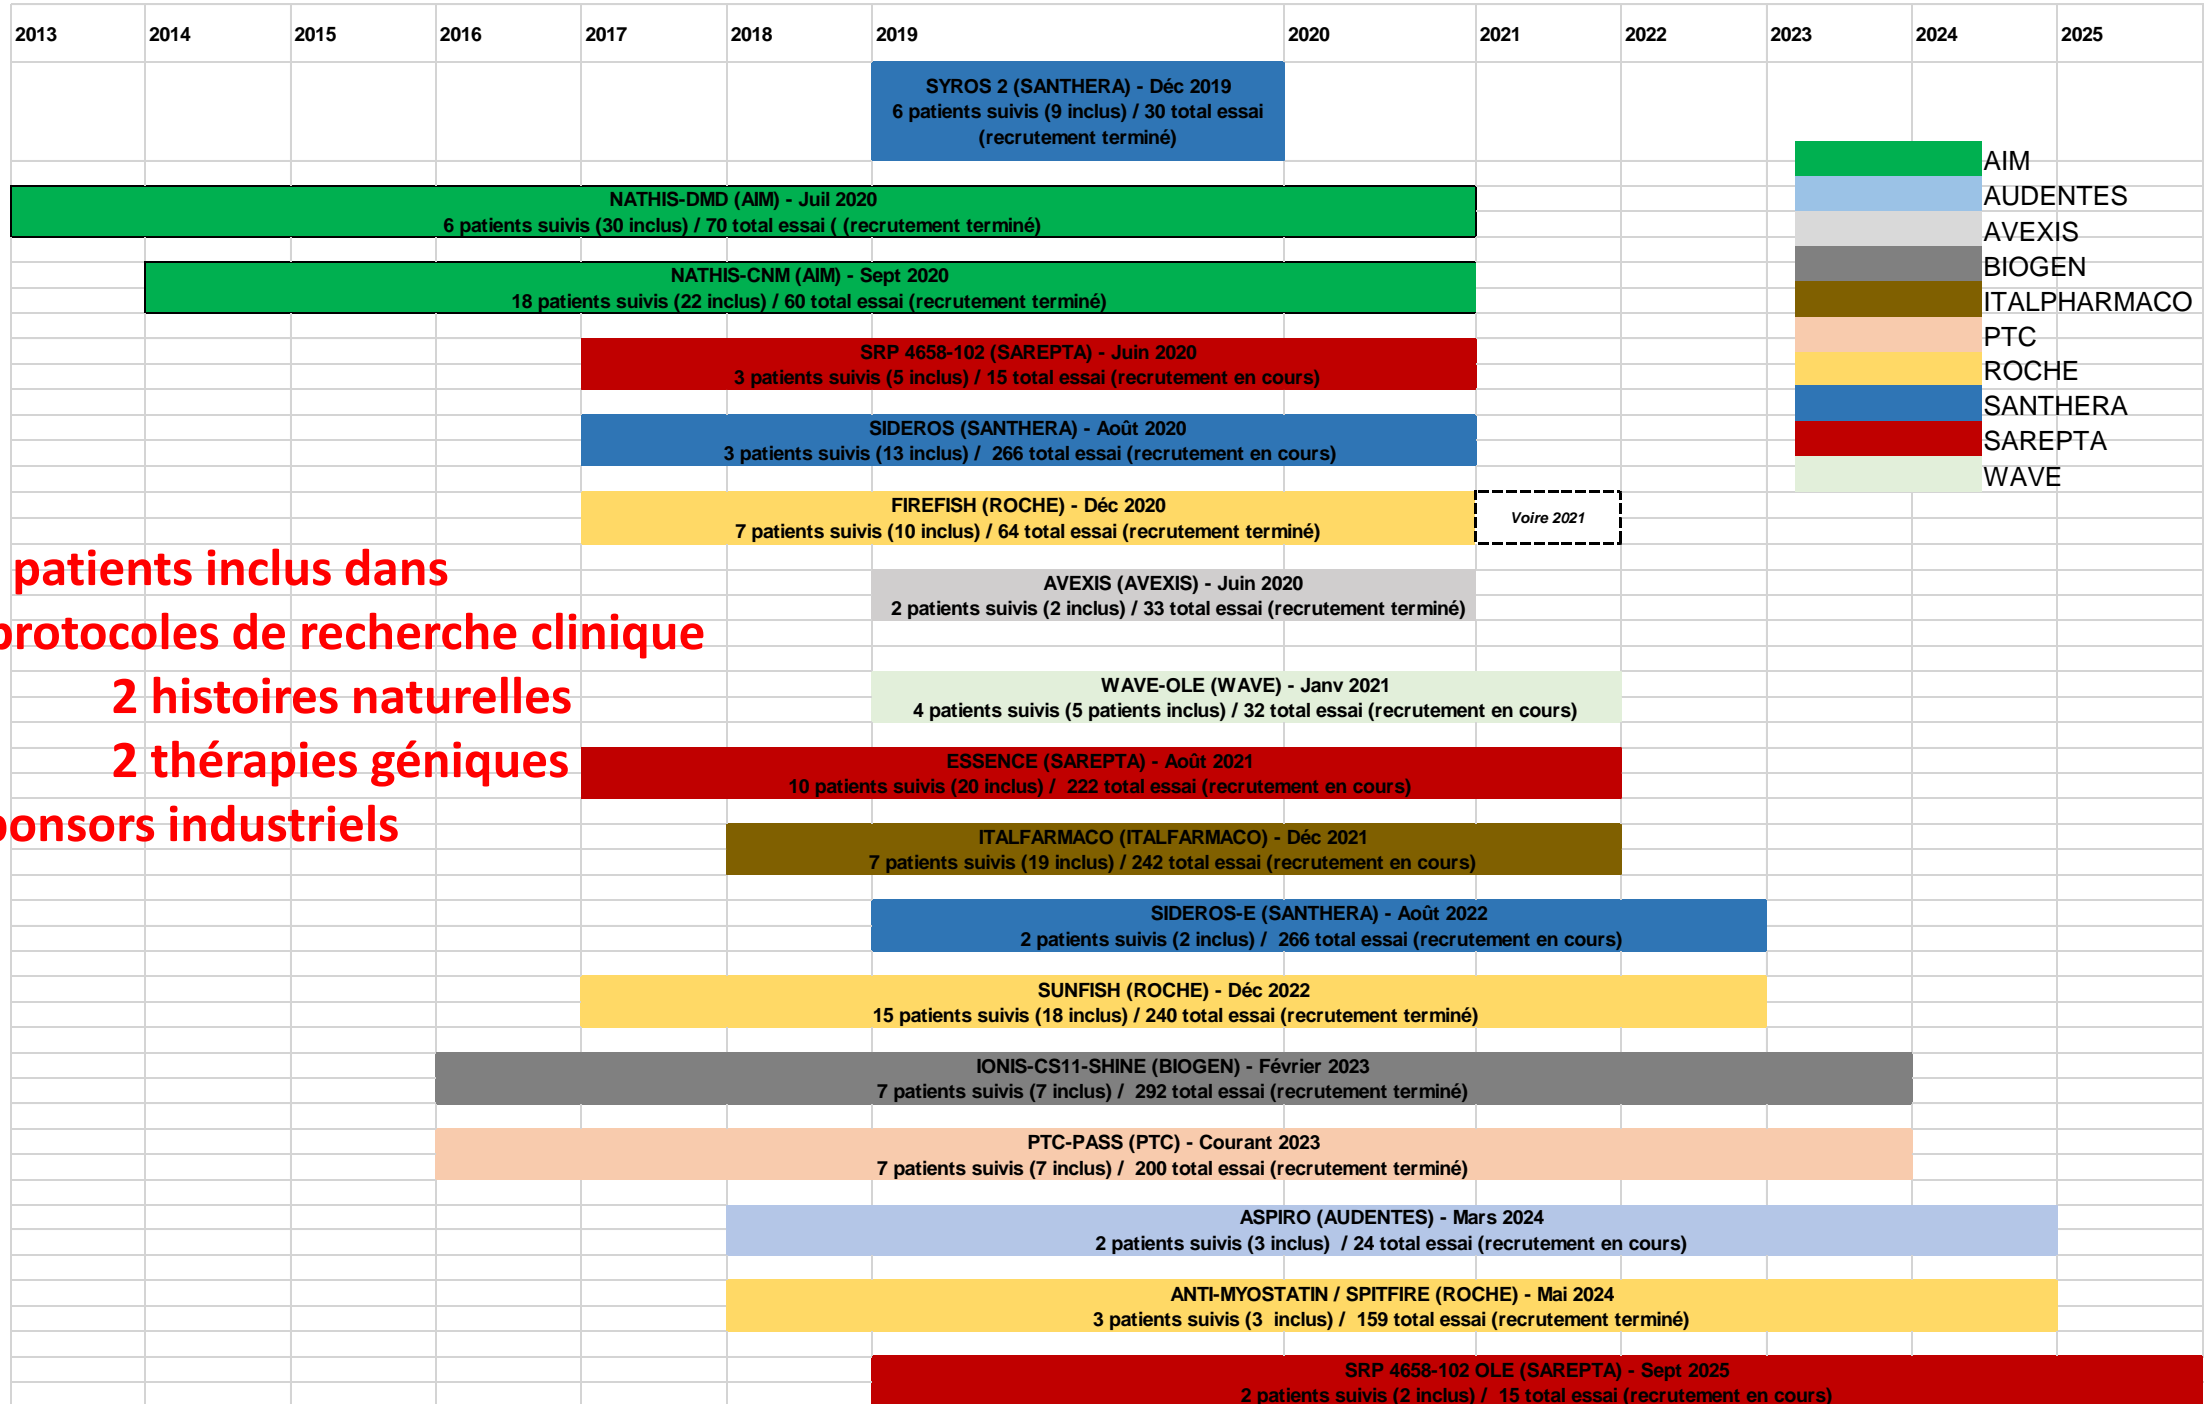 2013 2014 2015 2016 2017 2018 2019 2020 2021 2022 2023 2024 2025
SYROS 2 (SANTHERA) - Déc 2019
6 patients suivis (9 inclus) / 30 total essai
(recrutement terminé)
AIM
AUDENTES
AVEXIS
BIOGEN
ITALPHARMACO
PTC
ROCHE
SANTHERA
SAREPTA
WAVE
NATHIS-DMD (AIM) - Juil 2020
6 patients suivis (30 inclus) / 70 total essai ( (recrutement terminé)
NATHIS-CNM (AIM) - Sept 2020
18 patients suivis (22 inclus) / 60 total essai (recrutement terminé)
SRP 4658-102 (SAREPTA) - Juin 2020
3 patients suivis (5 inclus) / 15 total essai (recrutement en cours)
SIDEROS (SANTHERA) - Août 2020
3 patients suivis (13 inclus) / 266 total essai (recrutement en cours)
FIREFISH (ROCHE) - Déc 2020
7 patients suivis (10 inclus) / 64 total essai (recrutement terminé)
Voire 2021
patients inclus dans
protocoles de recherche clinique
2 histoires naturelles
2 thérapies géniques
ponsors industriels
AVEXIS (AVEXIS) - Juin 2020
2 patients suivis (2 inclus) / 33 total essai (recrutement terminé)
WAVE-OLE (WAVE) - Janv 2021
4 patients suivis (5 patients inclus) / 32 total essai (recrutement en cours)
ESSENCE (SAREPTA) - Août 2021
10 patients suivis (20 inclus) / 222 total essai (recrutement en cours)
ITALFARMACO (ITALFARMACO) - Déc 2021
7 patients suivis (19 inclus) / 242 total essai (recrutement en cours)
SIDEROS-E (SANTHERA) - Août 2022
2 patients suivis (2 inclus) / 266 total essai (recrutement en cours)
SUNFISH (ROCHE) - Déc 2022
15 patients suivis (18 inclus) / 240 total essai (recrutement terminé)
IONIS-CS11-SHINE (BIOGEN) - Février 2023
7 patients suivis (7 inclus) / 292 total essai (recrutement terminé)
PTC-PASS (PTC) - Courant 2023
7 patients suivis (7 inclus) / 200 total essai (recrutement terminé)
ASPIRO (AUDENTES) - Mars 2024
2 patients suivis (3 inclus) / 24 total essai (recrutement en cours)
ANTI-MYOSTATIN / SPITFIRE (ROCHE) - Mai 2024
3 patients suivis (3 inclus) / 159 total essai (recrutement terminé)
SRP 4658-102 OLE (SAREPTA) - Sept 2025
2 patients suivis (2 inclus) / 15 total essai (recrutement en cours)